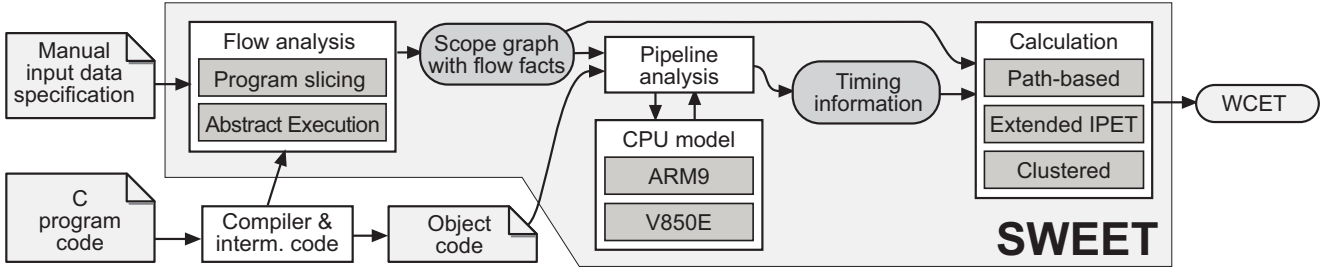 Manual
input data
specification
Flow analysis
Program slicing
Abstract Execution
Scope graph
with flow facts
Pipeline
analysis
Timing
information
Calculation
Path-based
Extended IPET
Clustered
WCET
CPU model
ARM9
V850E
C
program
code
Compiler &
interm. code
Object
code
SWEET